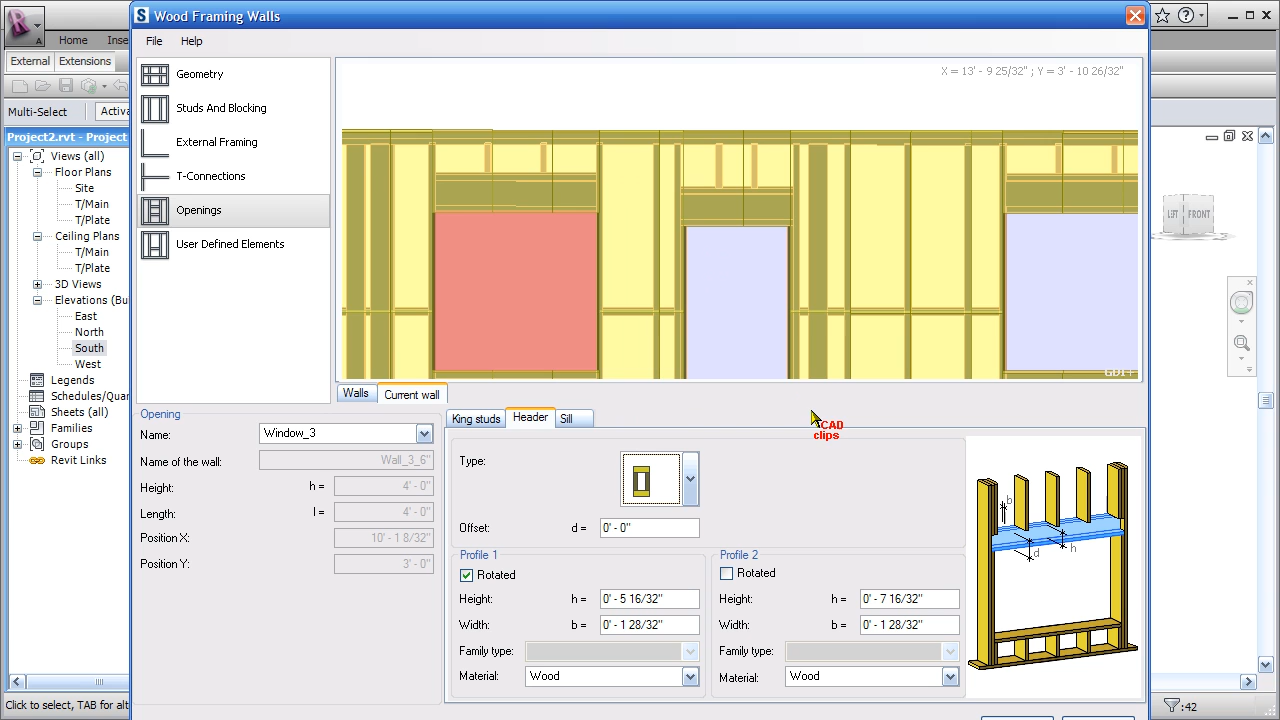 Wood Framing Walls
File Help
Home Inse
External Extensions
Multi-Select Activa
Project2.rvt - Project
Views (all)
Floor Plans
Site
T/Main
T/Plate
Ceiling Plans
T/Main
T/Plate
3D Views
Elevations (Bu
East
North
South
West
Legends
Schedules/Quan
Sheets (all)
Families
Groups
Revit Links
Click to select, TAB for alt
Geometry
Studs And Blocking
External Framing
T-Connections
Openings
User Defined Elements
X = 13' - 9 25/32" ; Y = 3' - 10 26/32"
GDI+
Walls Current wall
Opening
Name: Window_3
Name of the wall: Wall_3_6"
Height: h = 4' - 0"
Length: l = 4' - 0"
Position X: 10' - 1 8/32"
Position Y: 3' - 0"
King studs Header Sill
CAD
clips
Type:
Offset: d = 0' - 0"
Profile 1
Rotated
Height: h = 0' - 5 16/32"
Width: b = 0' - 1 28/32"
Family type:
Material: Wood
Profile 2
Rotated
Height: h = 0' - 7 16/32"
Width: b = 0' - 1 28/32"
Family type:
Material: Wood
b
d
h
LEFT FRONT
:42